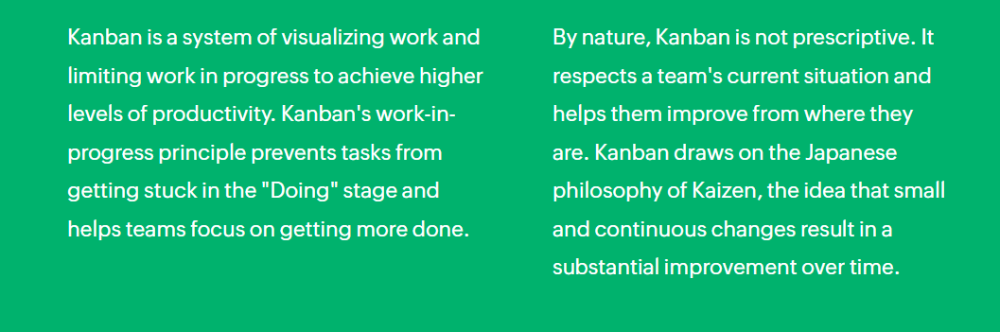 Kanban is a system of visualizing work and
limiting work in progress to achieve higher
levels of productivity. Kanban's work-in-
progress principle prevents tasks from
getting stuck in the "Doing" stage and
helps teams focus on getting more done.
By nature, Kanban is not prescriptive. It
respects a team's current situation and
helps them improve from where they
are. Kanban draws on the Japanese
philosophy of Kaizen, the idea that small
and continuous changes result in a
substantial improvement over time.